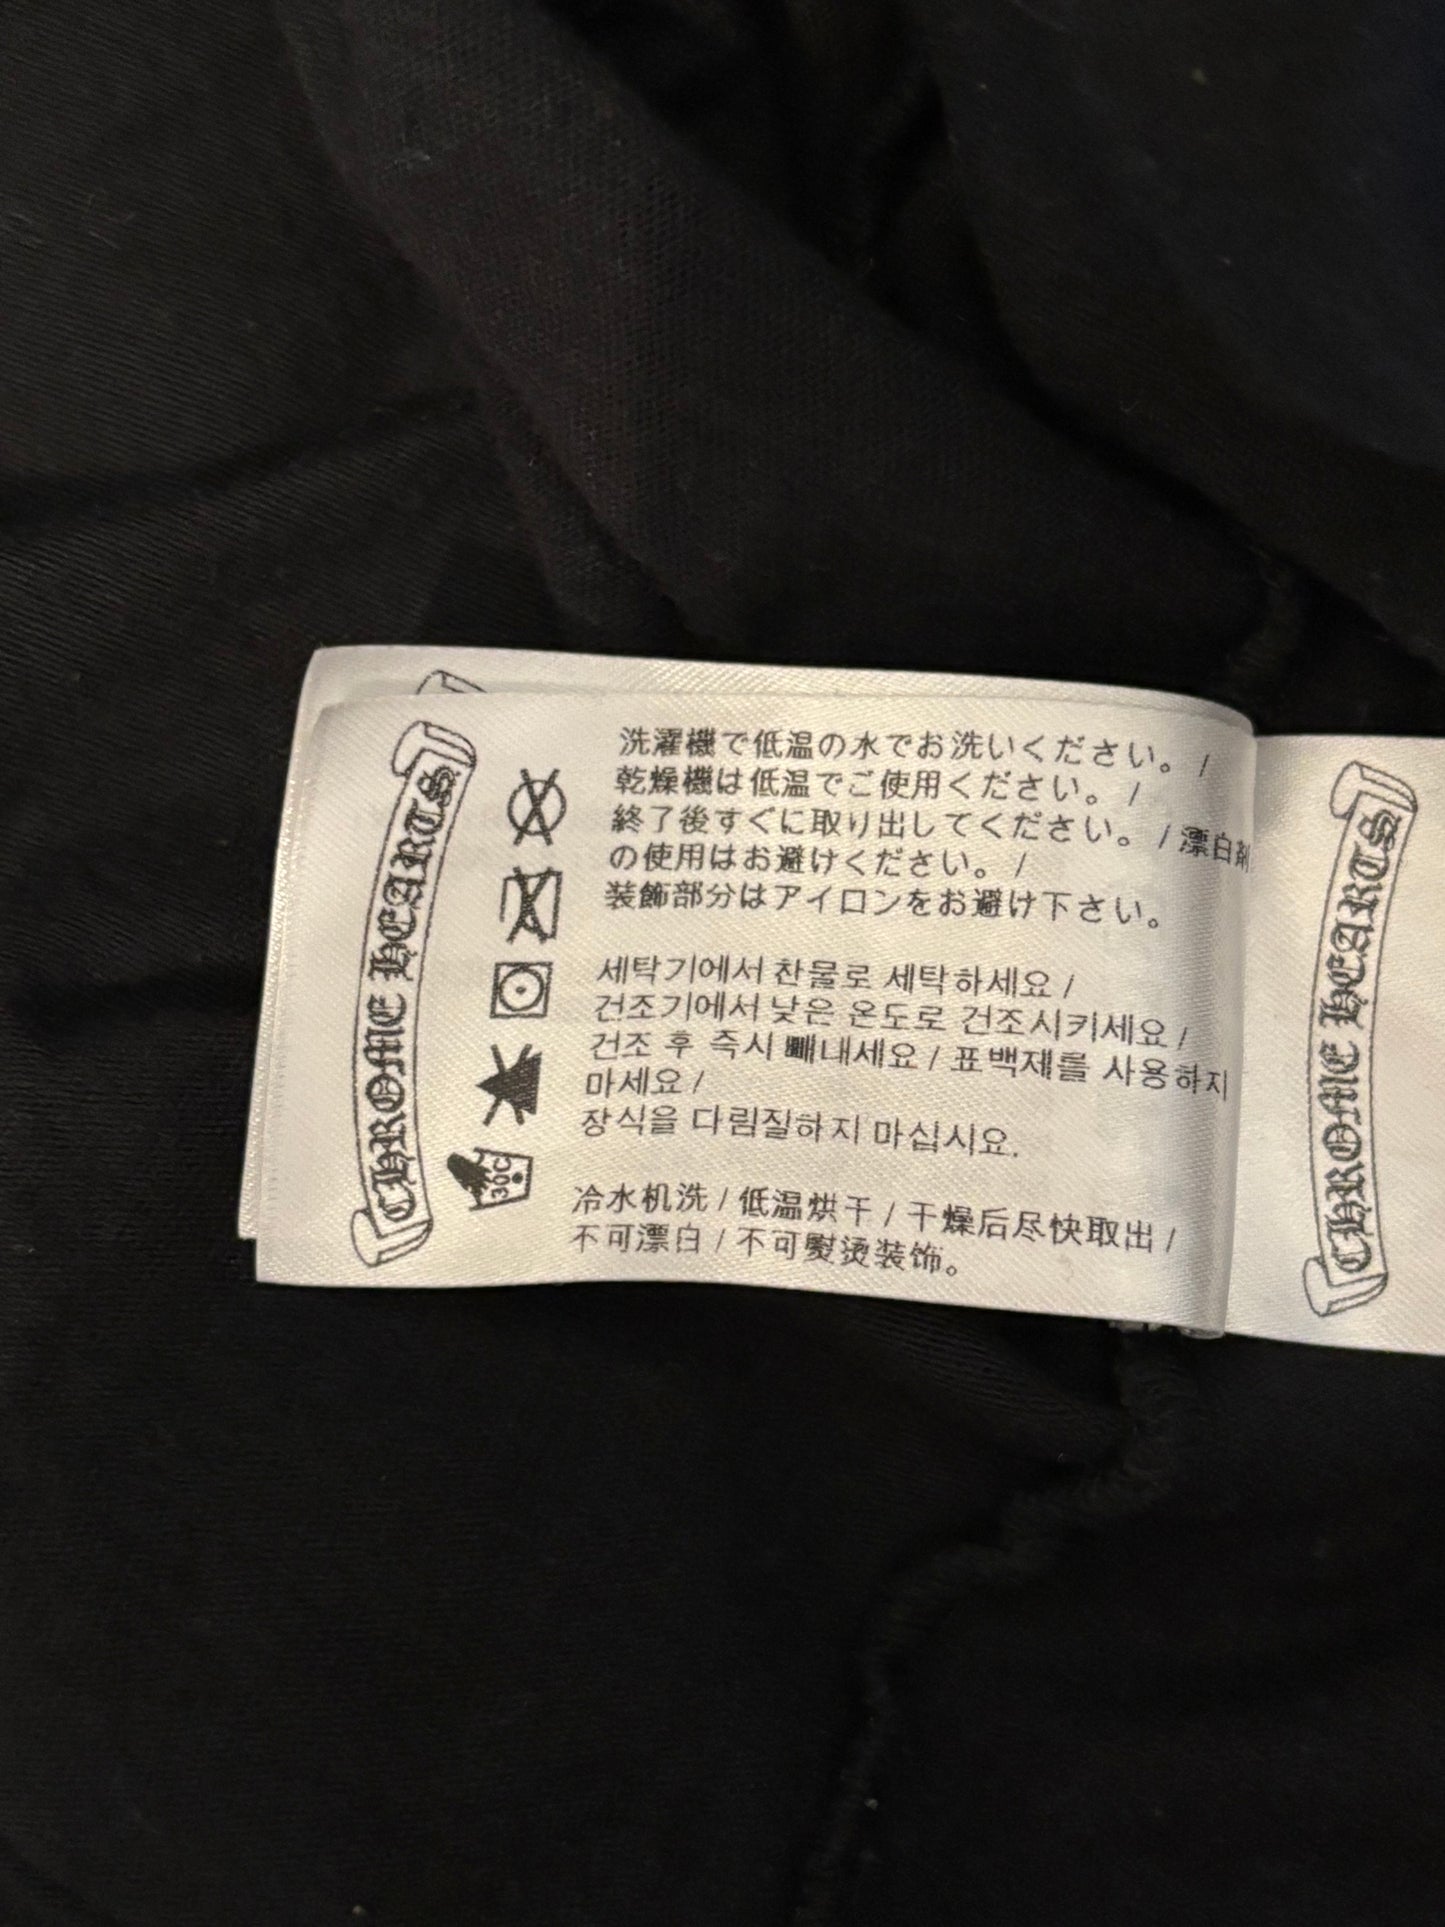 CHROME HEARTS
洗濯機で低温の水でお洗いください。/
乾燥機は低温でご使用ください。/
終了後すぐに取り出してください。/ 漂白剤
の使用はお避けください。/
装飾部分はアイロンをお避け下さい。
세탁기에서 찬물로 세탁하세요 /
건조기에서 낮은 온도로 건조시키세요 /
건조 후 즉시 빼내세요 / 표백제를 사용하지
마세요 /
장식을 다림질하지 마십시요.
30C
冷水机洗 / 低温烘干 / 干燥后尽快取出 /
不可漂白 / 不可熨烫装饰。
CHROME HEARTS